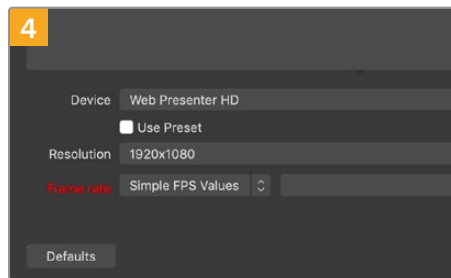 4
Device Web Presenter HD
Use Preset
Resolution 1920x1080
Frame rate Simple FPS Values
Defaults